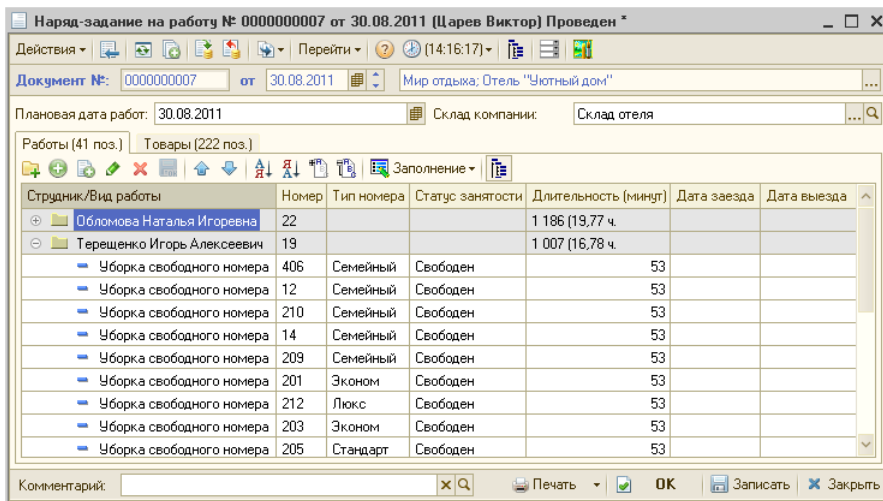 Наряд-задание на работу № 0000000007 от 30.08.2011 (Царев Виктор) Проведен *
Действия Перейти (14:16:17)
Документ №: 0000000007 от 30.08.2011 Мир отдыха; Отель "Уютный дом" ...
Плановая дата работ: 30.08.2011 Склад компании: Склад отеля ...
Работы (41 поз.) Товары (222 поз.)
Заполнение
Струдник/Вид работы Номер Тип номера Статус занятости Длительность (минут) Дата заезда Дата выезда
Обломова Наталья Игоревна 22 1 186 (19,77 ч.
Терещенко Игорь Алексеевич 19 1 007 (16,78 ч.
Уборка свободного номера 406 Семейный Свободен 53
Уборка свободного номера 12 Семейный Свободен 53
Уборка свободного номера 210 Семейный Свободен 53
Уборка свободного номера 14 Семейный Свободен 53
Уборка свободного номера 209 Семейный Свободен 53
Уборка свободного номера 201 Эконом Свободен 53
Уборка свободного номера 212 Люкс Свободен 53
Уборка свободного номера 203 Эконом Свободен 53
Уборка свободного номера 205 Стандарт Свободен 53
Комментарий: Печать OK Записать Закрыть